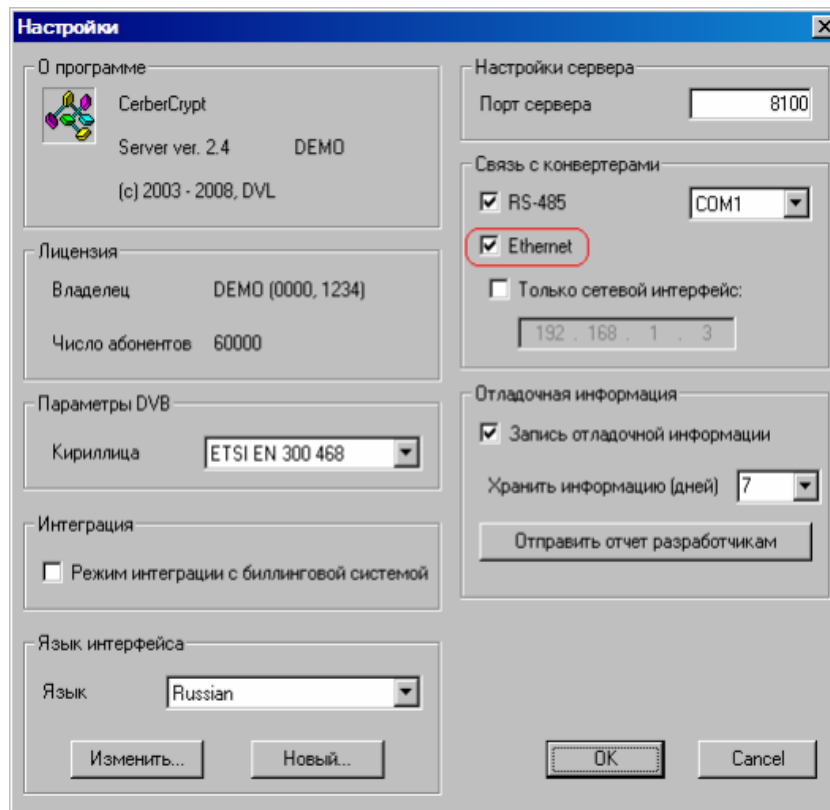 Настройки
О программе
CerberCrypt
Server ver. 2.4 DEMO
(c) 2003 - 2008, DVL
Лицензия
Владелец DEMO (0000, 1234)
Число абонентов 60000
Параметры DVB
Кириллица ETSI EN 300 468
Интеграция
Режим интеграции с биллинговой системой
Язык интерфейса
Язык Russian
Изменить... Новый...
Настройки сервера
Порт сервера 8100
Связь с конвертерами
RS-485 COM1
Ethernet
Только сетевой интерфейс:
192 . 168 . 1 . 3
Отладочная информация
Запись отладочной информации
Хранить информацию (дней) 7
Отправить отчет разработчикам
OK Cancel